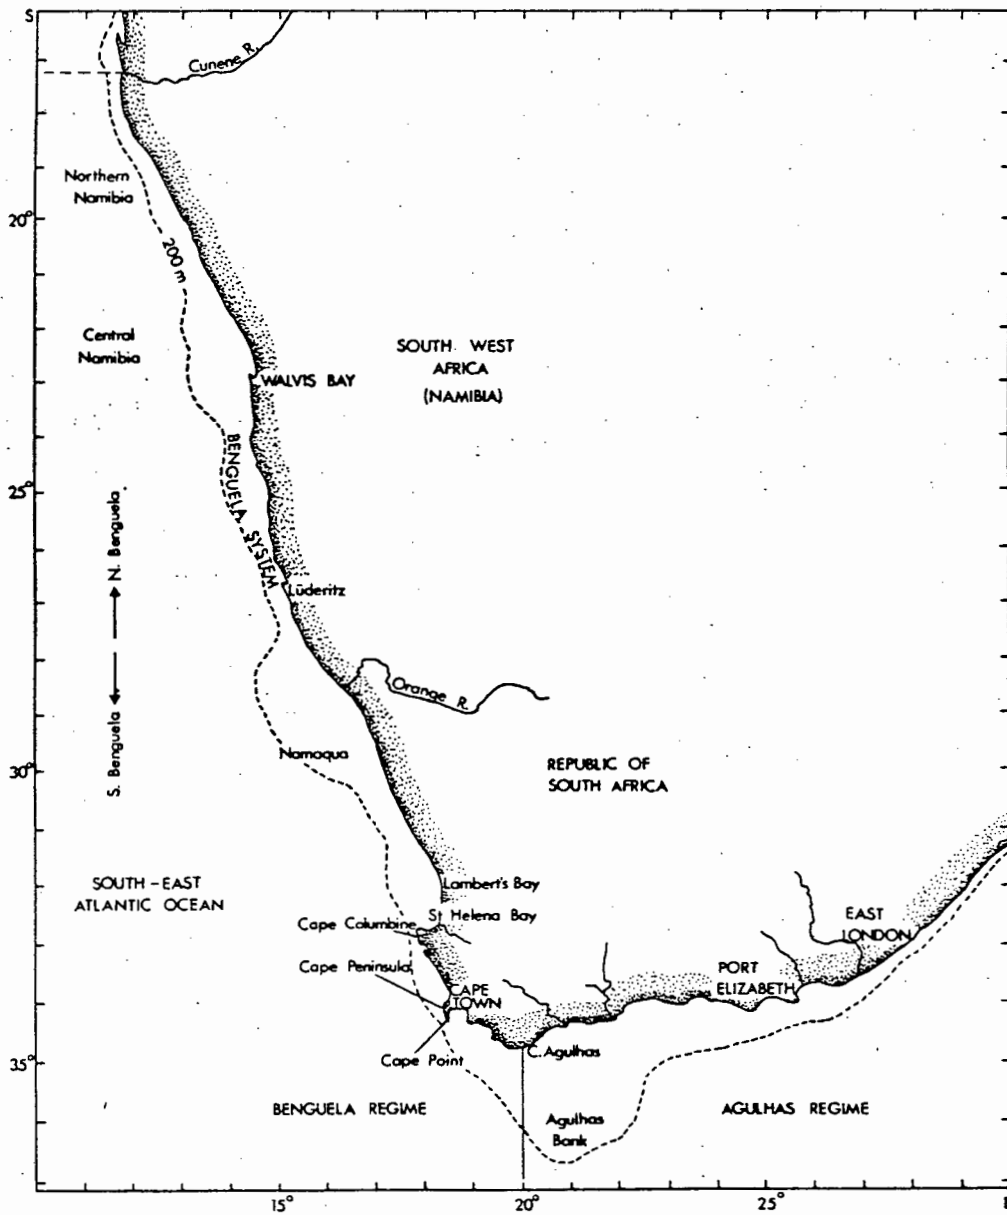 S
Cunene R.
Northern
Namibia
20°
200 m
Central
Namibia
SOUTH WEST
AFRICA
(NAMIBIA)
WALVIS BAY
BENGUELA SYSTEM
25°
N. Benguela
Lüderitz
Orange R.
S. Benguela
Namaqua
REPUBLIC OF
SOUTH AFRICA
30°
SOUTH-EAST
ATLANTIC OCEAN
Lambert's Bay
St Helena Bay
Cape Columbine
EAST
LONDON
Cape Peninsula
PORT
ELIZABETH
CAPE
TOWN
Cape Point
C. Agulhas
35°
BENGUELA REGIME
Agulhas
Bank
AGULHAS REGIME
15°
20°
25°